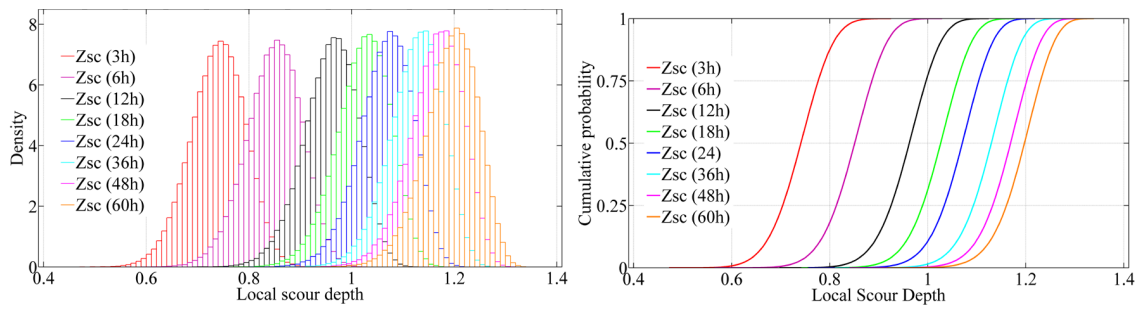 Density
8
6
4
2
0
Zsc (3h)
Zsc (6h)
Zsc (12h)
Zsc (18h)
Zsc (24h)
Zsc (36h)
Zsc (48h)
Zsc (60h)
0.4 0.6 0.8 1 1.2 1.4
Local scour depth
Cumulative probability
1
0.75
0.5
0.25
0
Zsc (3h)
Zsc (6h)
Zsc (12h)
Zsc (18h)
Zsc (24)
Zsc (36h)
Zsc (48h)
Zsc (60h)
0.4 0.6 0.8 1 1.2 1.4
Local Scour Depth